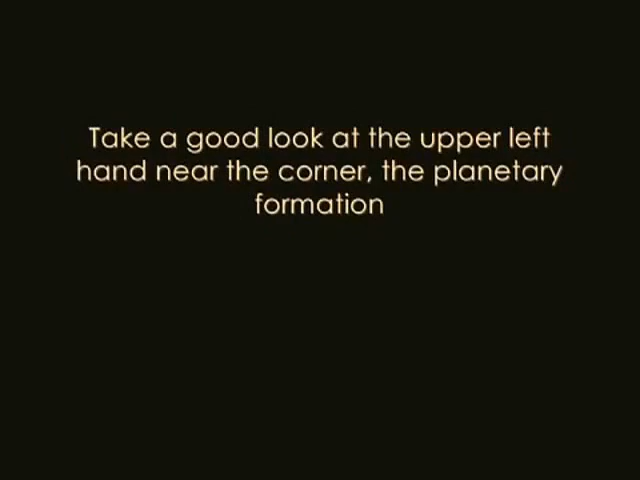 Take a good look at the upper left
hand near the corner, the planetary
formation